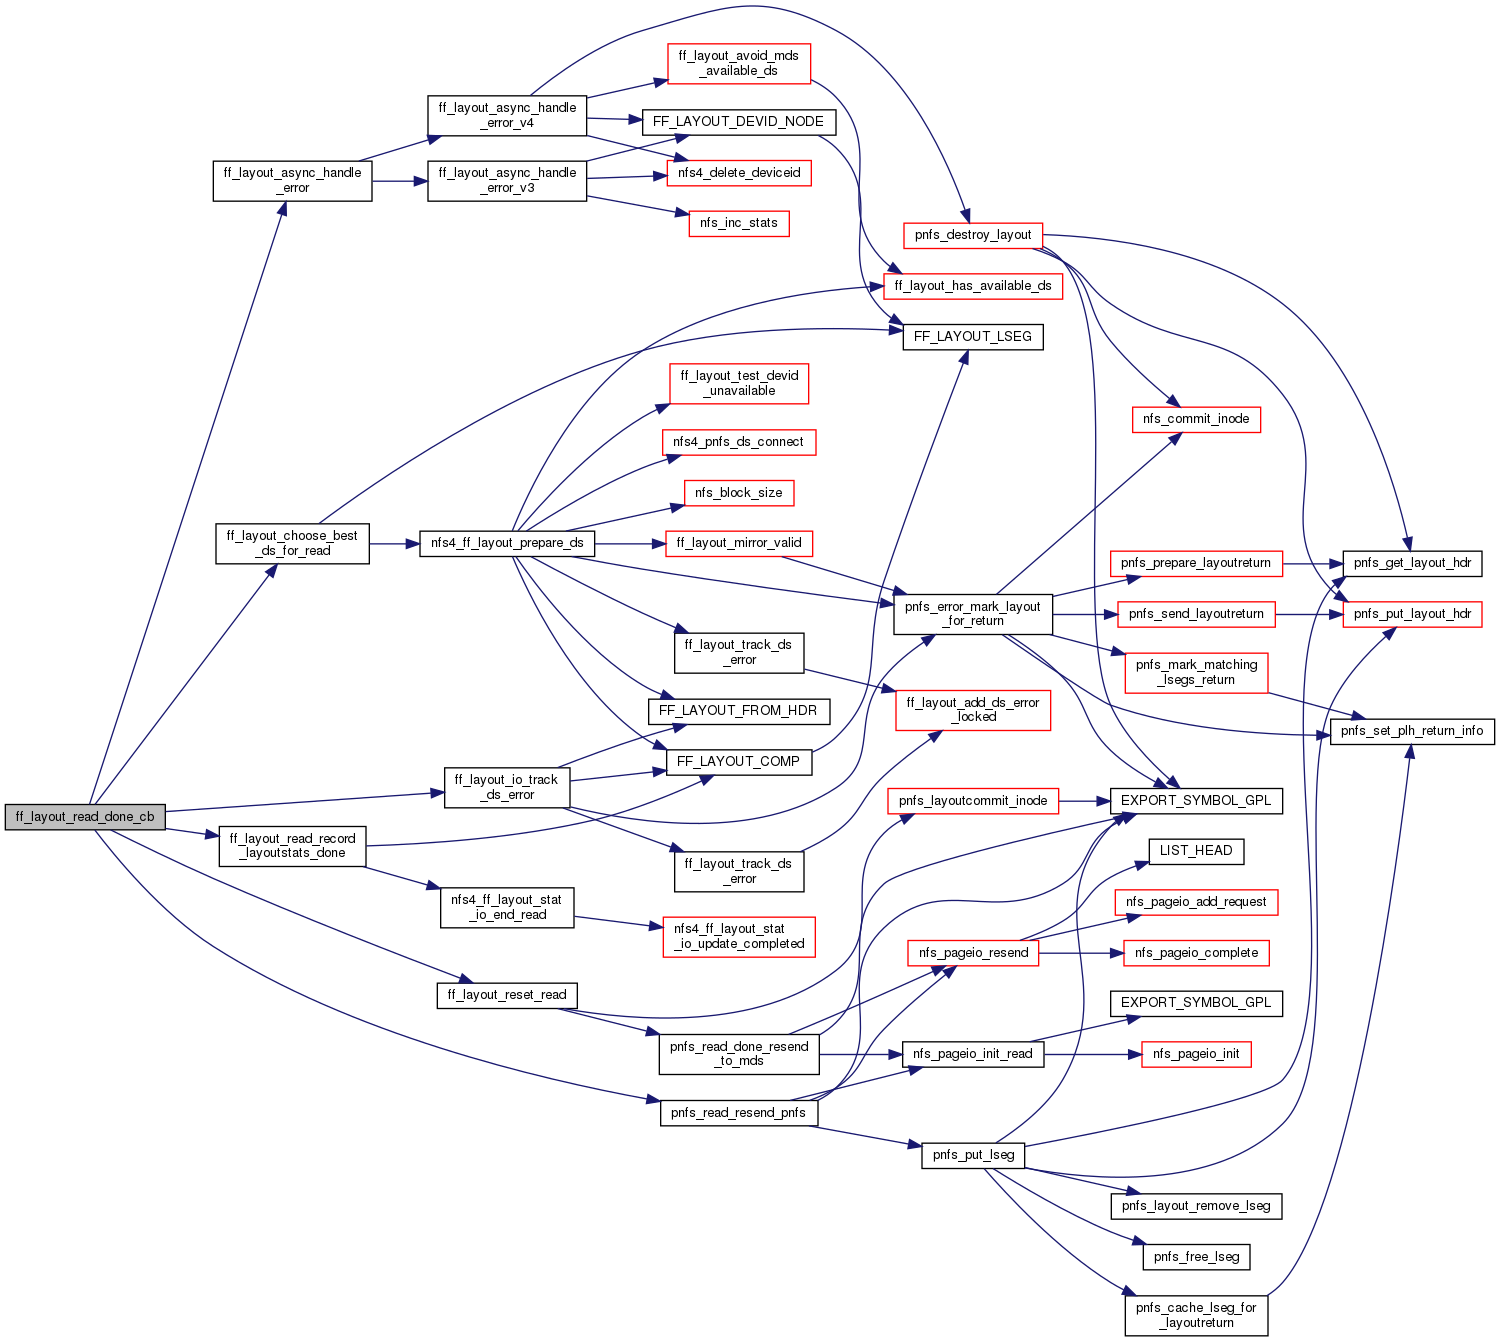 ff_layout_read_done_cb
ff_layout_async_handle
_error
ff_layout_choose_best
_ds_for_read
ff_layout_read_record
_layoutstats_done
ff_layout_async_handle
_error_v4
ff_layout_async_handle
_error_v3
nfs4_ff_layout_prepare_ds
ff_layout_io_track
_ds_error
nfs4_ff_layout_stat
_io_end_read
ff_layout_reset_read
ff_layout_avoid_mds
_available_ds
FF_LAYOUT_DEVID_NODE
nfs4_delete_deviceid
nfs_inc_stats
ff_layout_test_devid
_unavailable
nfs4_pnfs_ds_connect
nfs_block_size
ff_layout_mirror_valid
ff_layout_track_ds
_error
FF_LAYOUT_FROM_HDR
FF_LAYOUT_COMP
ff_layout_track_ds
_error
nfs4_ff_layout_stat
_io_update_completed
pnfs_read_done_resend
_to_mds
pnfs_read_resend_pnfs
pnfs_destroy_layout
ff_layout_has_available_ds
FF_LAYOUT_LSEG
pnfs_error_mark_layout
_for_return
ff_layout_add_ds_error
_locked
pnfs_layoutcommit_inode
nfs_pageio_resend
nfs_pageio_init_read
pnfs_put_lseg
nfs_commit_inode
pnfs_prepare_layoutreturn
pnfs_send_layoutreturn
pnfs_mark_matching
_lsegs_return
EXPORT_SYMBOL_GPL
LIST_HEAD
nfs_pageio_add_request
nfs_pageio_complete
EXPORT_SYMBOL_GPL
nfs_pageio_init
pnfs_layout_remove_lseg
pnfs_free_lseg
pnfs_cache_lseg_for
_layoutreturn
pnfs_get_layout_hdr
pnfs_put_layout_hdr
pnfs_set_plh_return_info